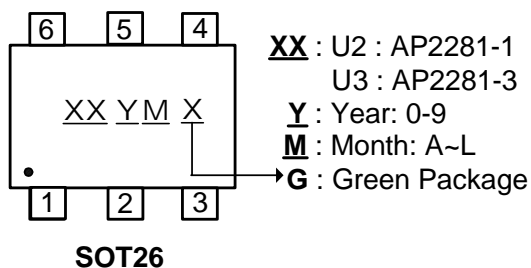 6 5 4
XX Y M X
1 2 3
SOT26
XX : U2 : AP2281-1
U3 : AP2281-3
Y : Year: 0-9
M : Month: A~L
G : Green Package